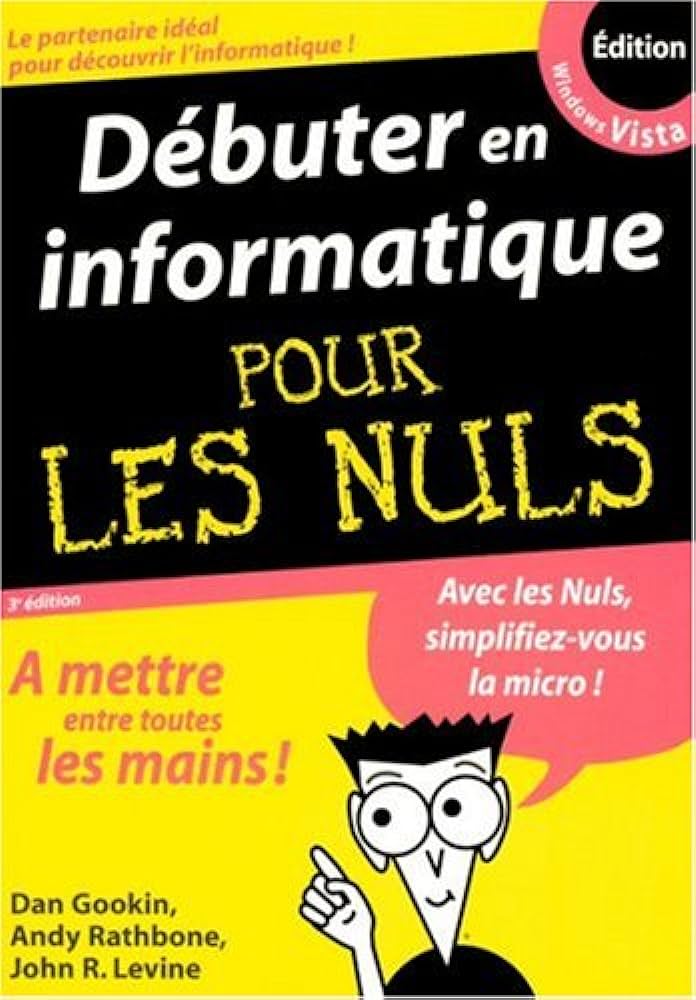 Le partenaire idéal
pour découvrir l'informatique !
Édition
Windows Vista
Débuter en
informatique
POUR
LES NULS
3e édition
Avec les Nuls,
simplifiez-vous
la micro !
A mettre
entre toutes
les mains !
Dan Gookin,
Andy Rathbone,
John R. Levine